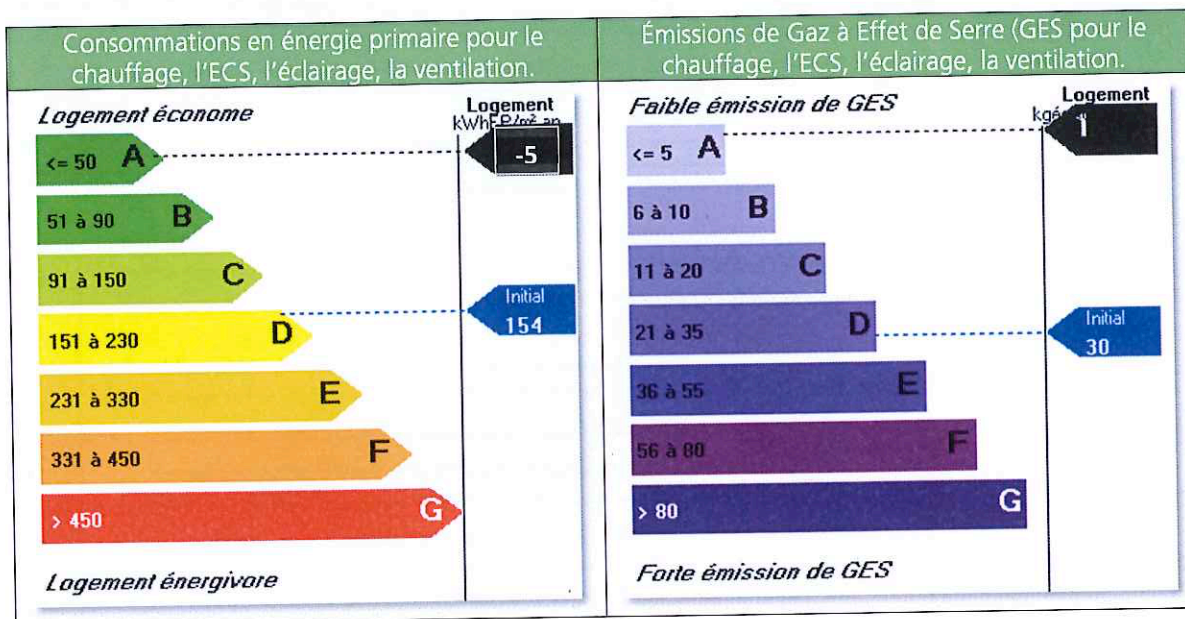 Consommations en énergie primaire pour le
chauffage, l'ECS, l'éclairage, la ventilation.
Logement économe
Logement
kWhEP/m².an
<= 50 A
-5
51 à 90 B
91 à 150 C
Initial
154
151 à 230 D
231 à 330 E
331 à 450 F
> 450 G
Logement énergivore
Émissions de Gaz à Effet de Serre (GES pour le
chauffage, l'ECS, l'éclairage, la ventilation.
Faible émission de GES
Logement
<= 5 A
1
6 à 10 B
11 à 20 C
21 à 35 D
Initial
30
36 à 55 E
56 à 80 F
> 80 G
Forte émission de GES